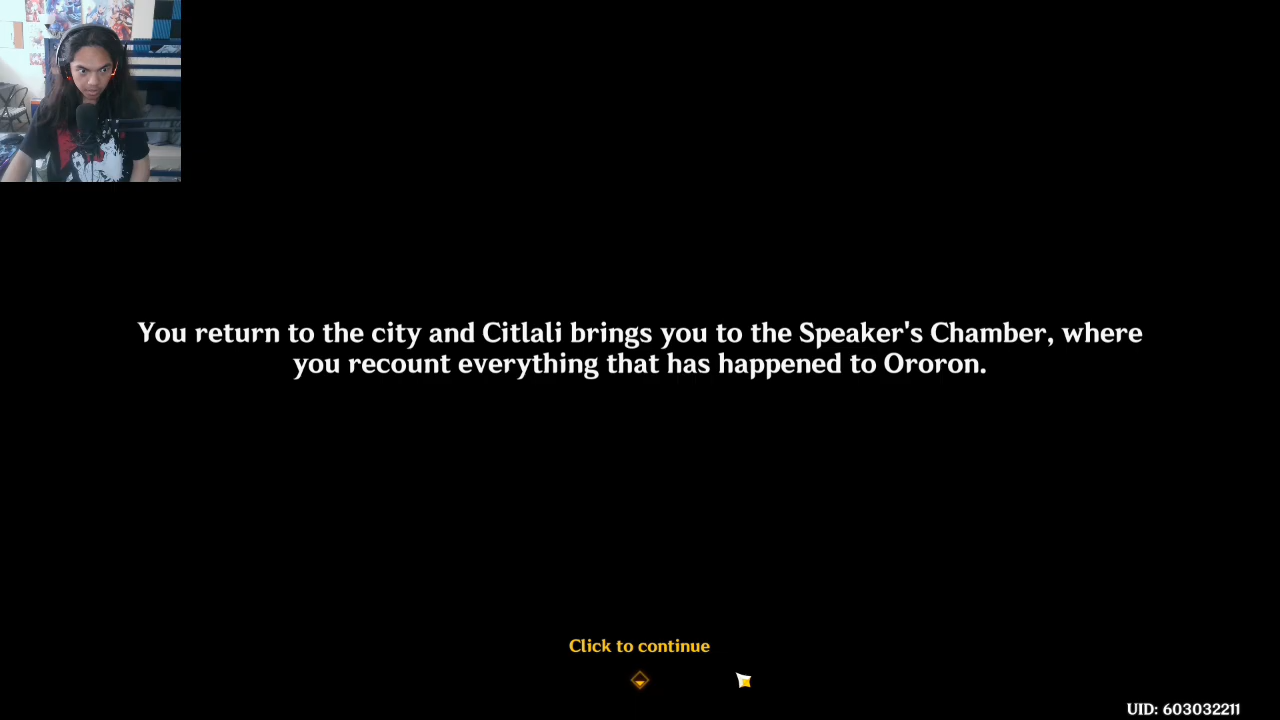 You return to the city and Citlali brings you to the Speaker's Chamber, where
you recount everything that has happened to Ororon.
Click to continue
UID: 603032211